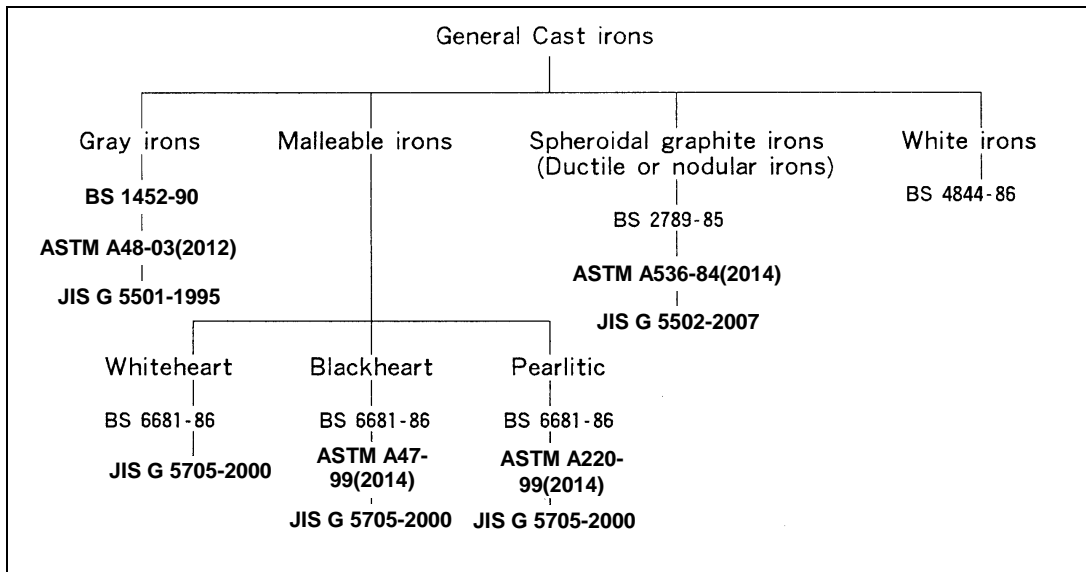 General Cast irons
Gray irons
BS 1452-90
ASTM A48-03(2012)
JIS G 5501-1995
Malleable irons
Whiteheart
BS 6681-86
JIS G 5705-2000
Blackheart
BS 6681-86
ASTM A47-
99(2014)
JIS G 5705-2000
Pearlitic
BS 6681-86
ASTM A220-
99(2014)
JIS G 5705-2000
Spheroidal graphite irons
(Ductile or nodular irons)
BS 2789-85
ASTM A536-84(2014)
JIS G 5502-2007
White irons
BS 4844-86